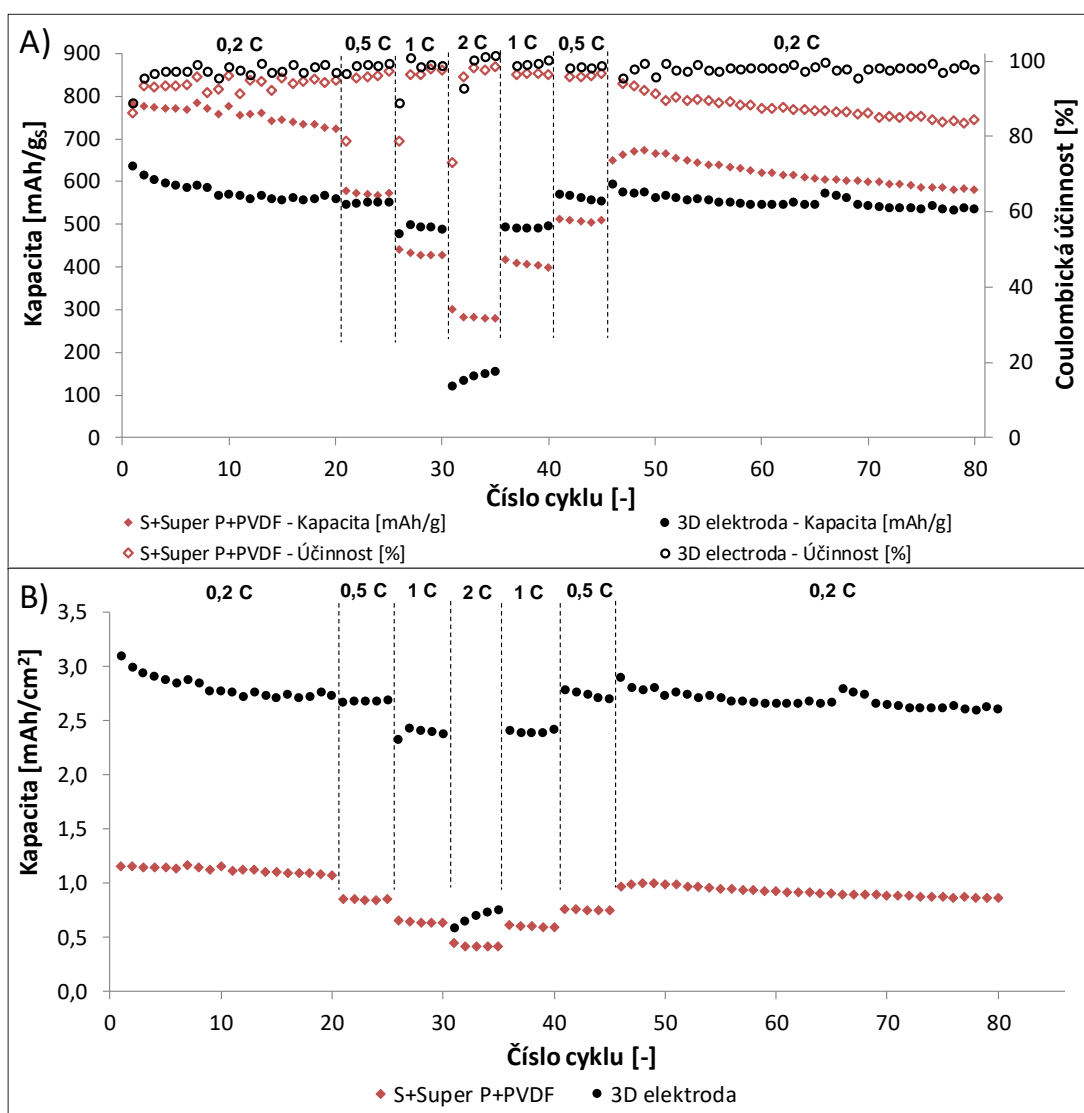 A)
0,2 C 0,5 C 1 C 2 C 1 C 0,5 C 0,2 C
Kapacita [mAh/gs]
900
800
700
600
500
400
300
200
100
0
100
80
60
40
20
0
Coulombická účinnost [%]
0 10 20 30 40 50 60 70 80
Číslo cyklu [-]
S+Super P+PVDF - Kapacita [mAh/g]
3D elektroda - Kapacita [mAh/g]
S+Super P+PVDF - Účinnost [%]
3D electroda - Účinnost [%]
B)
0,2 C 0,5 C 1 C 2 C 1 C 0,5 C 0,2 C
Kapacita [mAh/cm²]
3,5
3,0
2,5
2,0
1,5
1,0
0,5
0,0
0 10 20 30 40 50 60 70 80
Číslo cyklu [-]
S+Super P+PVDF
3D elektroda